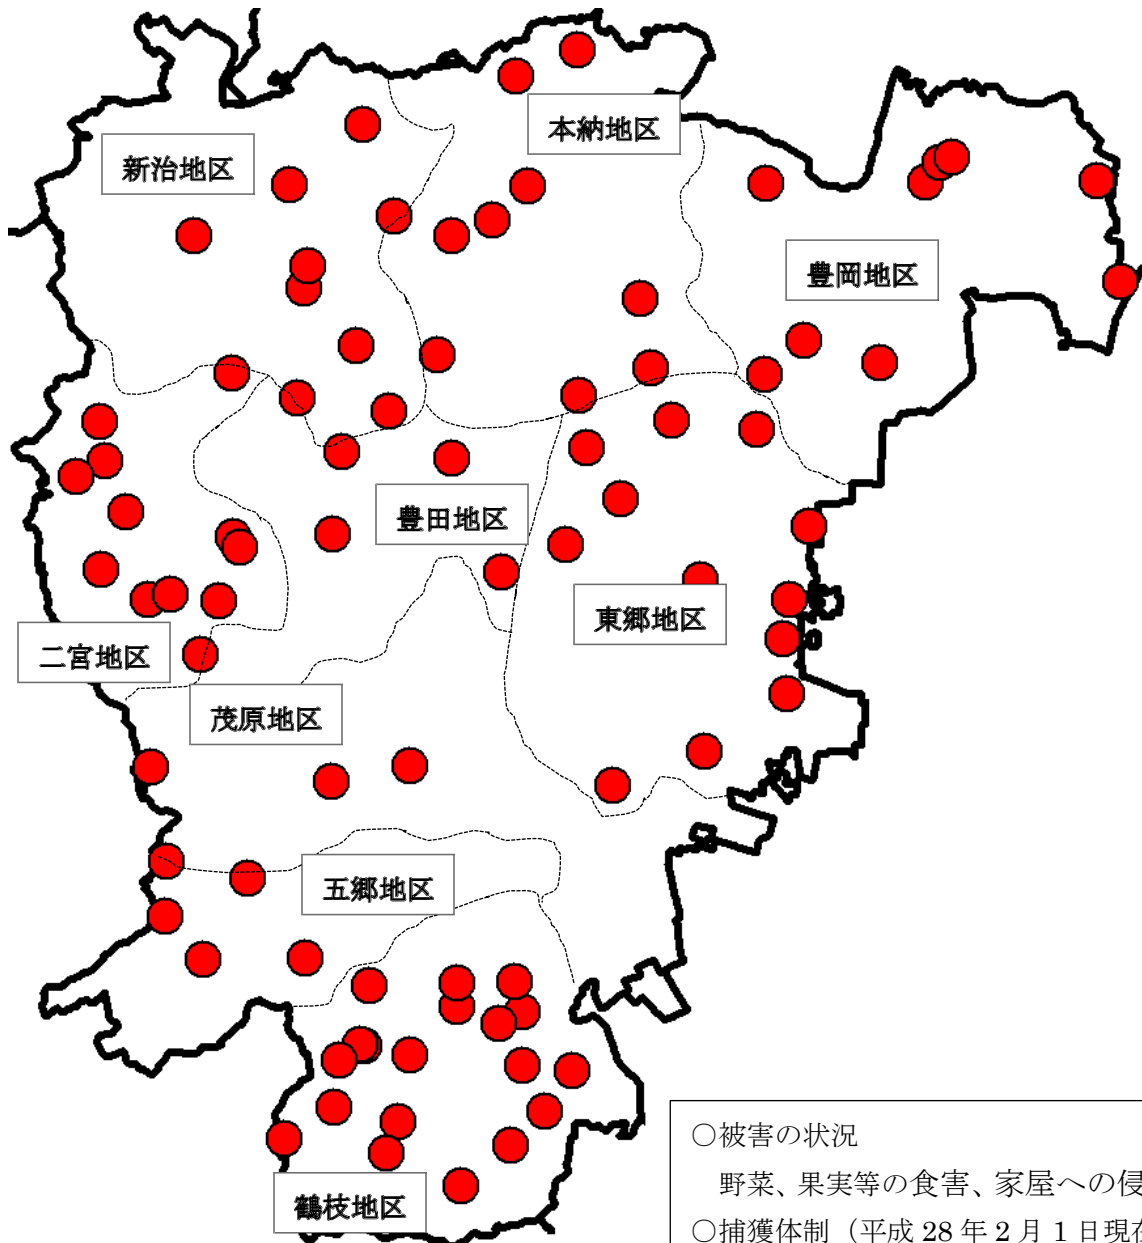 本納地区
新治地区
豊岡地区
豊田地区
東郷地区
二宮地区
茂原地区
五郷地区
鶴枝地区
○被害の状況
野菜、果実等の食害、家屋への侵
○捕獲体制（平成 28 年 2 月 1 日現在